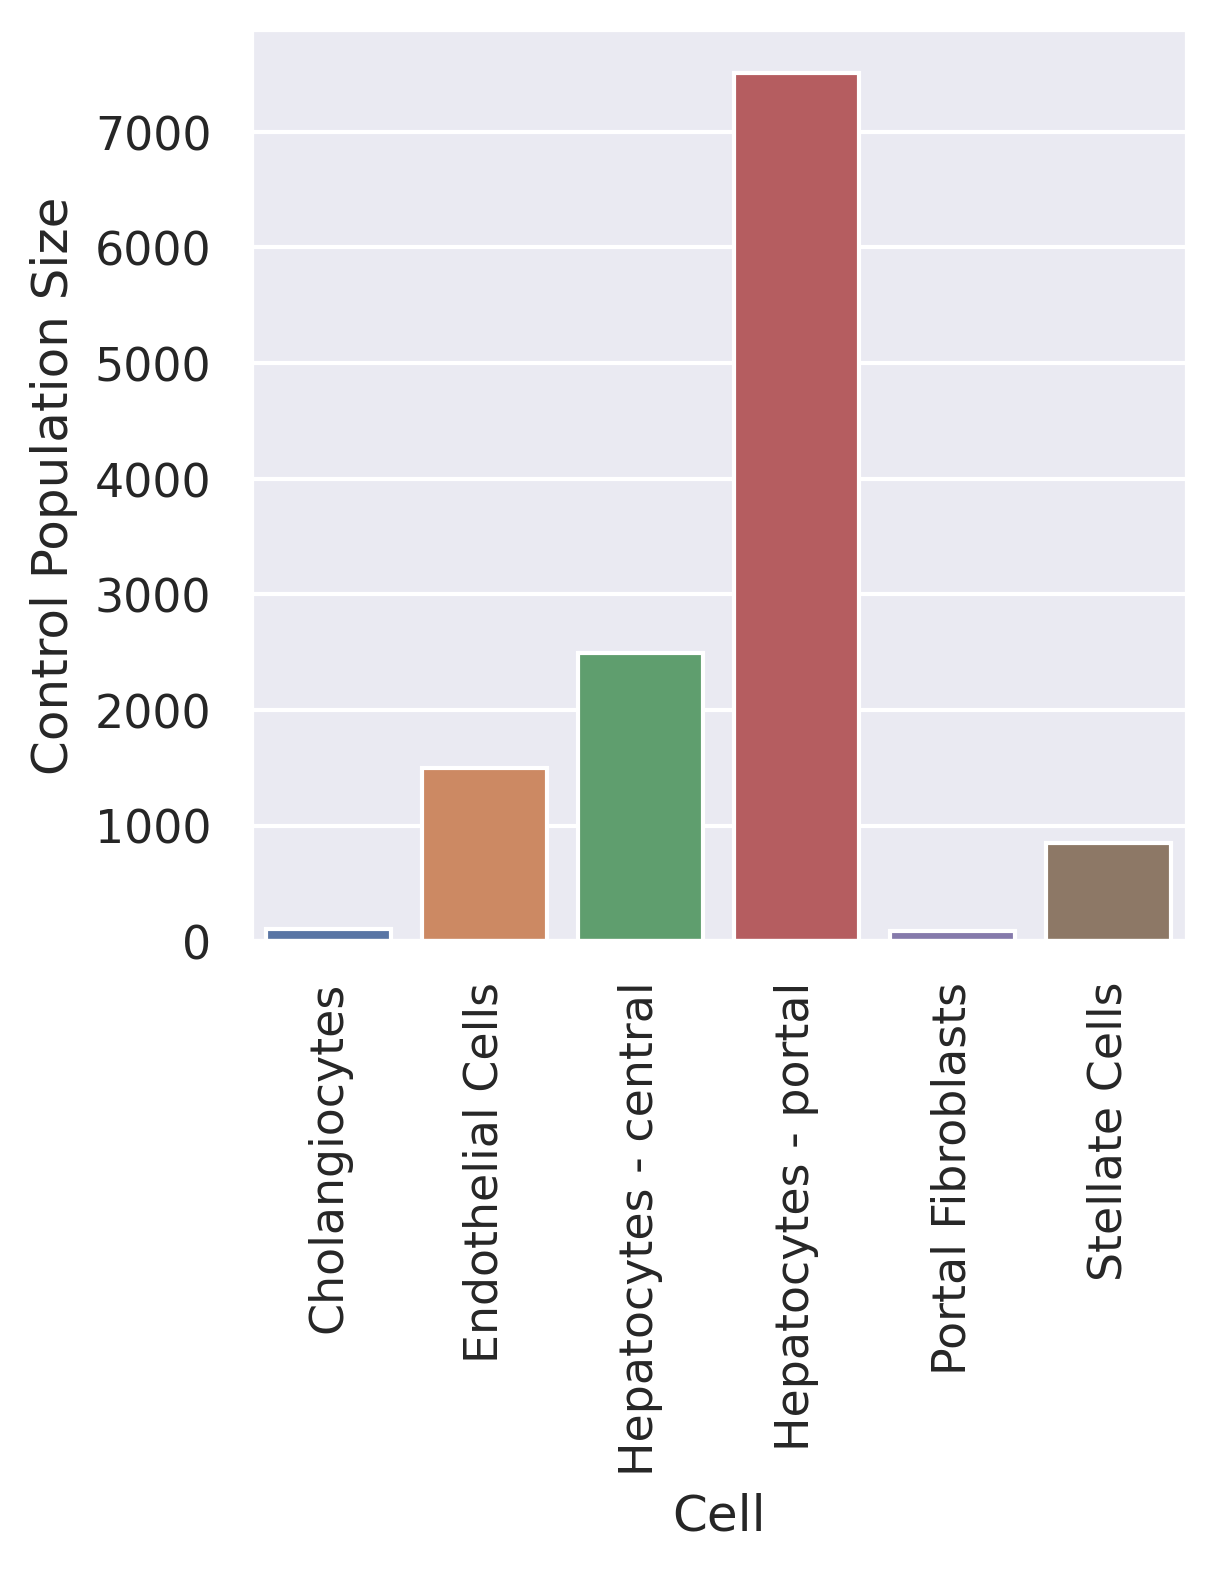 Control Population Size
7000
6000
5000
4000
3000
2000
1000
0
Cholangiocytes
Endothelial Cells
Hepatocytes - central
Hepatocytes - portal
Portal Fibroblasts
Stellate Cells
Cell